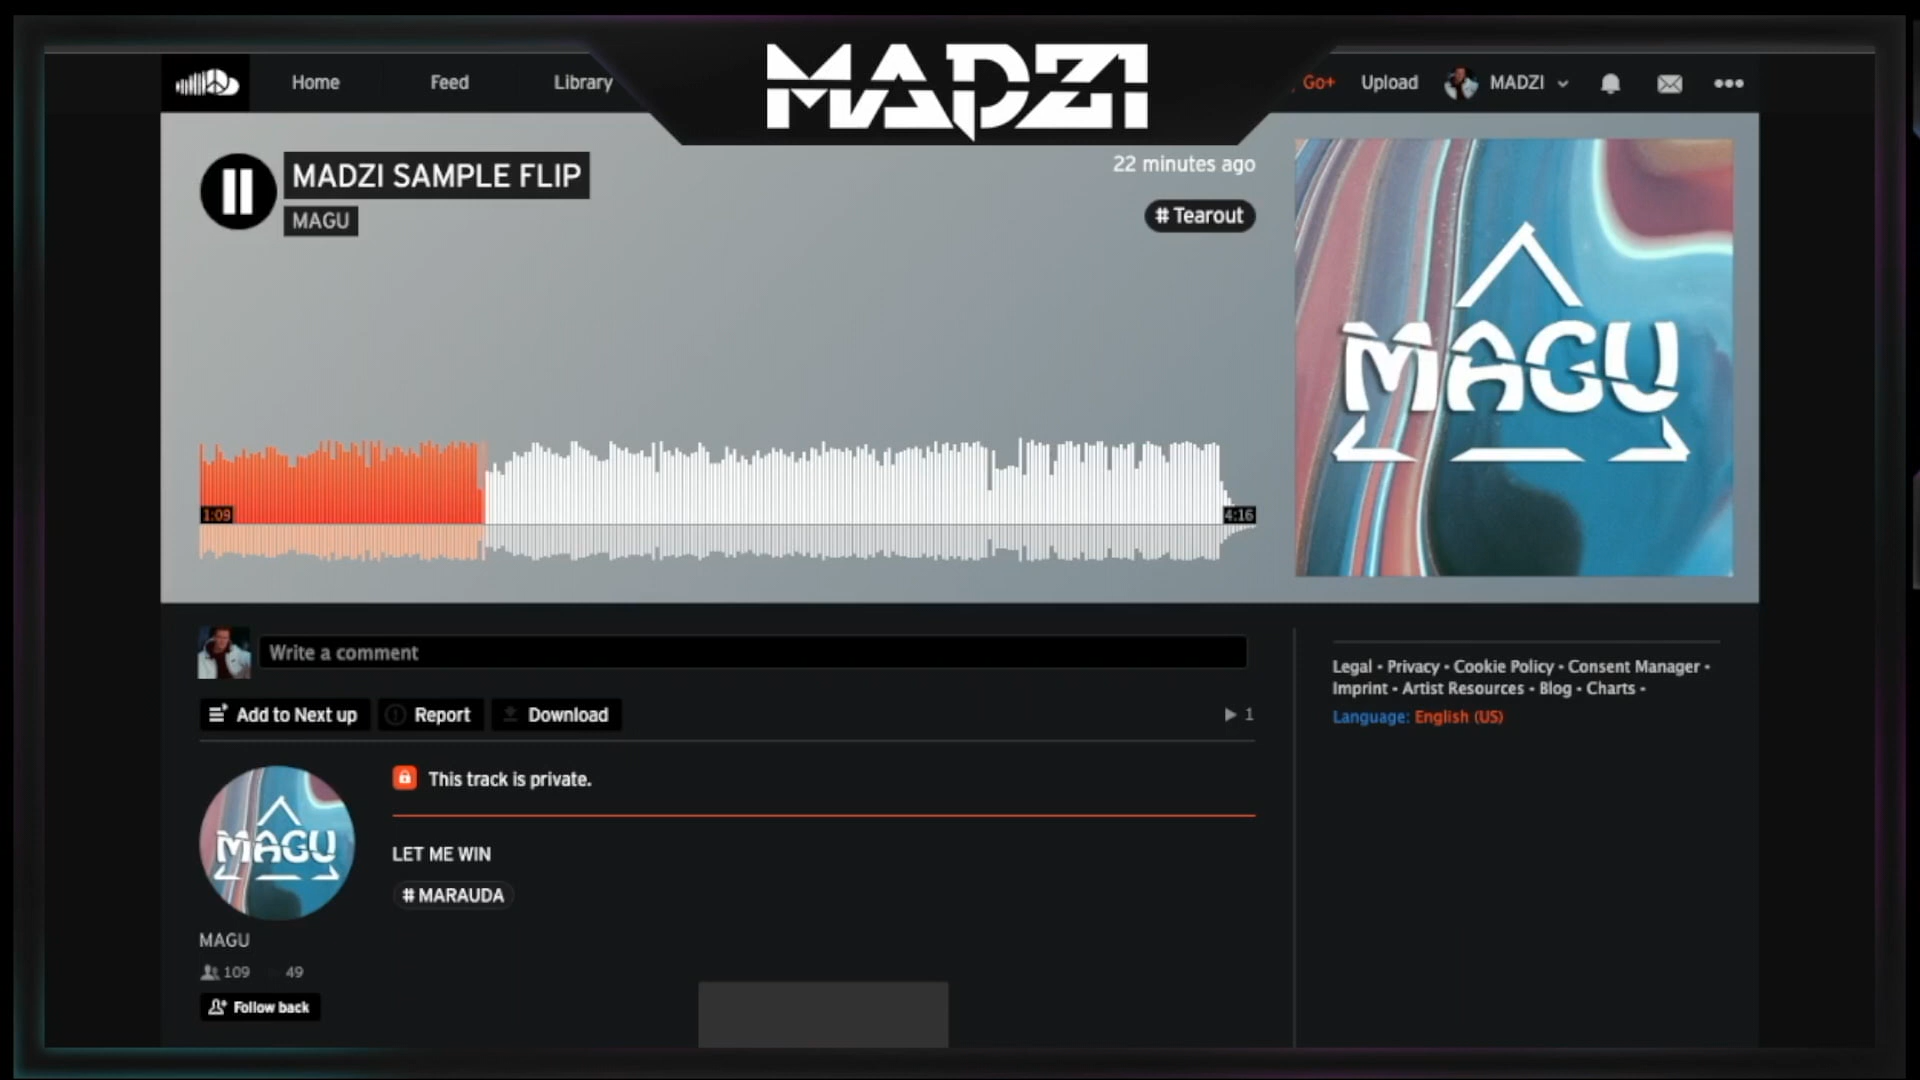 MADZI
Home
Feed
Library
Go+
Upload
MADZI
MADZI SAMPLE FLIP
MAGU
22 minutes ago
# Tearout
MAGU
1:09
4:16
Write a comment
Add to Next up
Report
Download
1
Legal - Privacy - Cookie Policy - Consent Manager -
Imprint - Artist Resources - Blog - Charts -
Language: English (US)
This track is private.
MAGU
LET ME WIN
# MARAUDA
MAGU
109
49
Follow back